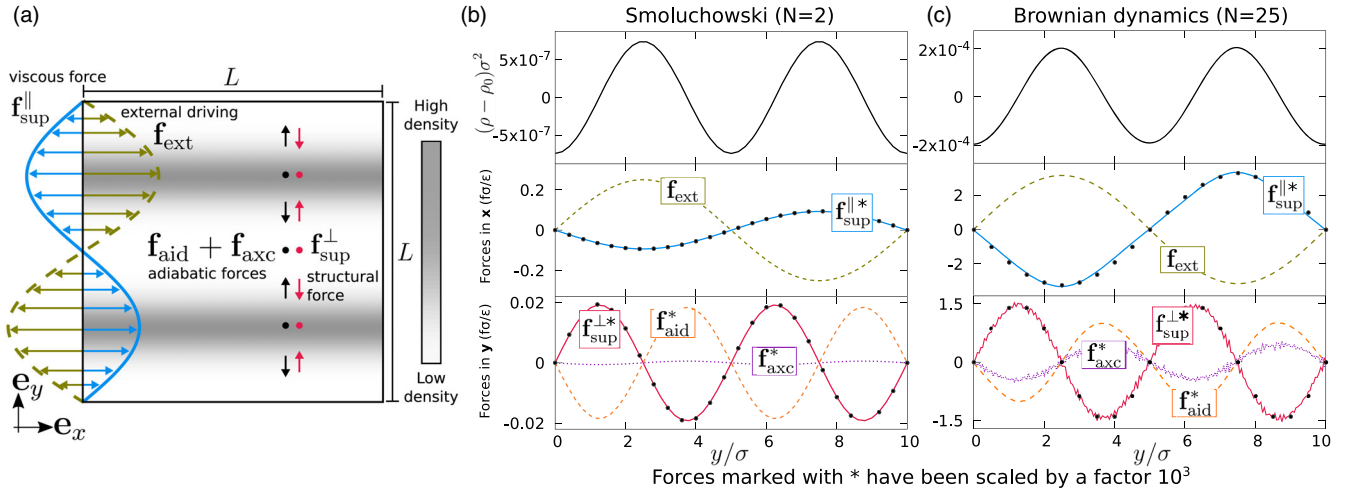 (a)
L
viscous force
f∥sup
external driving
fext
High density
L
faid + faxc
adiabatic forces
f⊥sup
structural force
Low density
ey
ex
(b) Smoluchowski (N=2)
(ρ − ρ0)σ²
5x10⁻⁷
0
-5x10⁻⁷
Forces in x (fσ/ε)
0.2
0
-0.2
fext
f∥*sup
Forces in y (fσ/ε)
0.02
0
-0.02
f⊥*sup
f*aid
f*axc
0 2 4 6 8 10
y/σ
(c) Brownian dynamics (N=25)
2x10⁻⁴
0
-2x10⁻⁴
2
0
-2
fext
f∥*sup
1.5
0
-1.5
f*axc
f⊥*sup
f*aid
0 2 4 6 8 10
y/σ
Forces marked with * have been scaled by a factor 10³